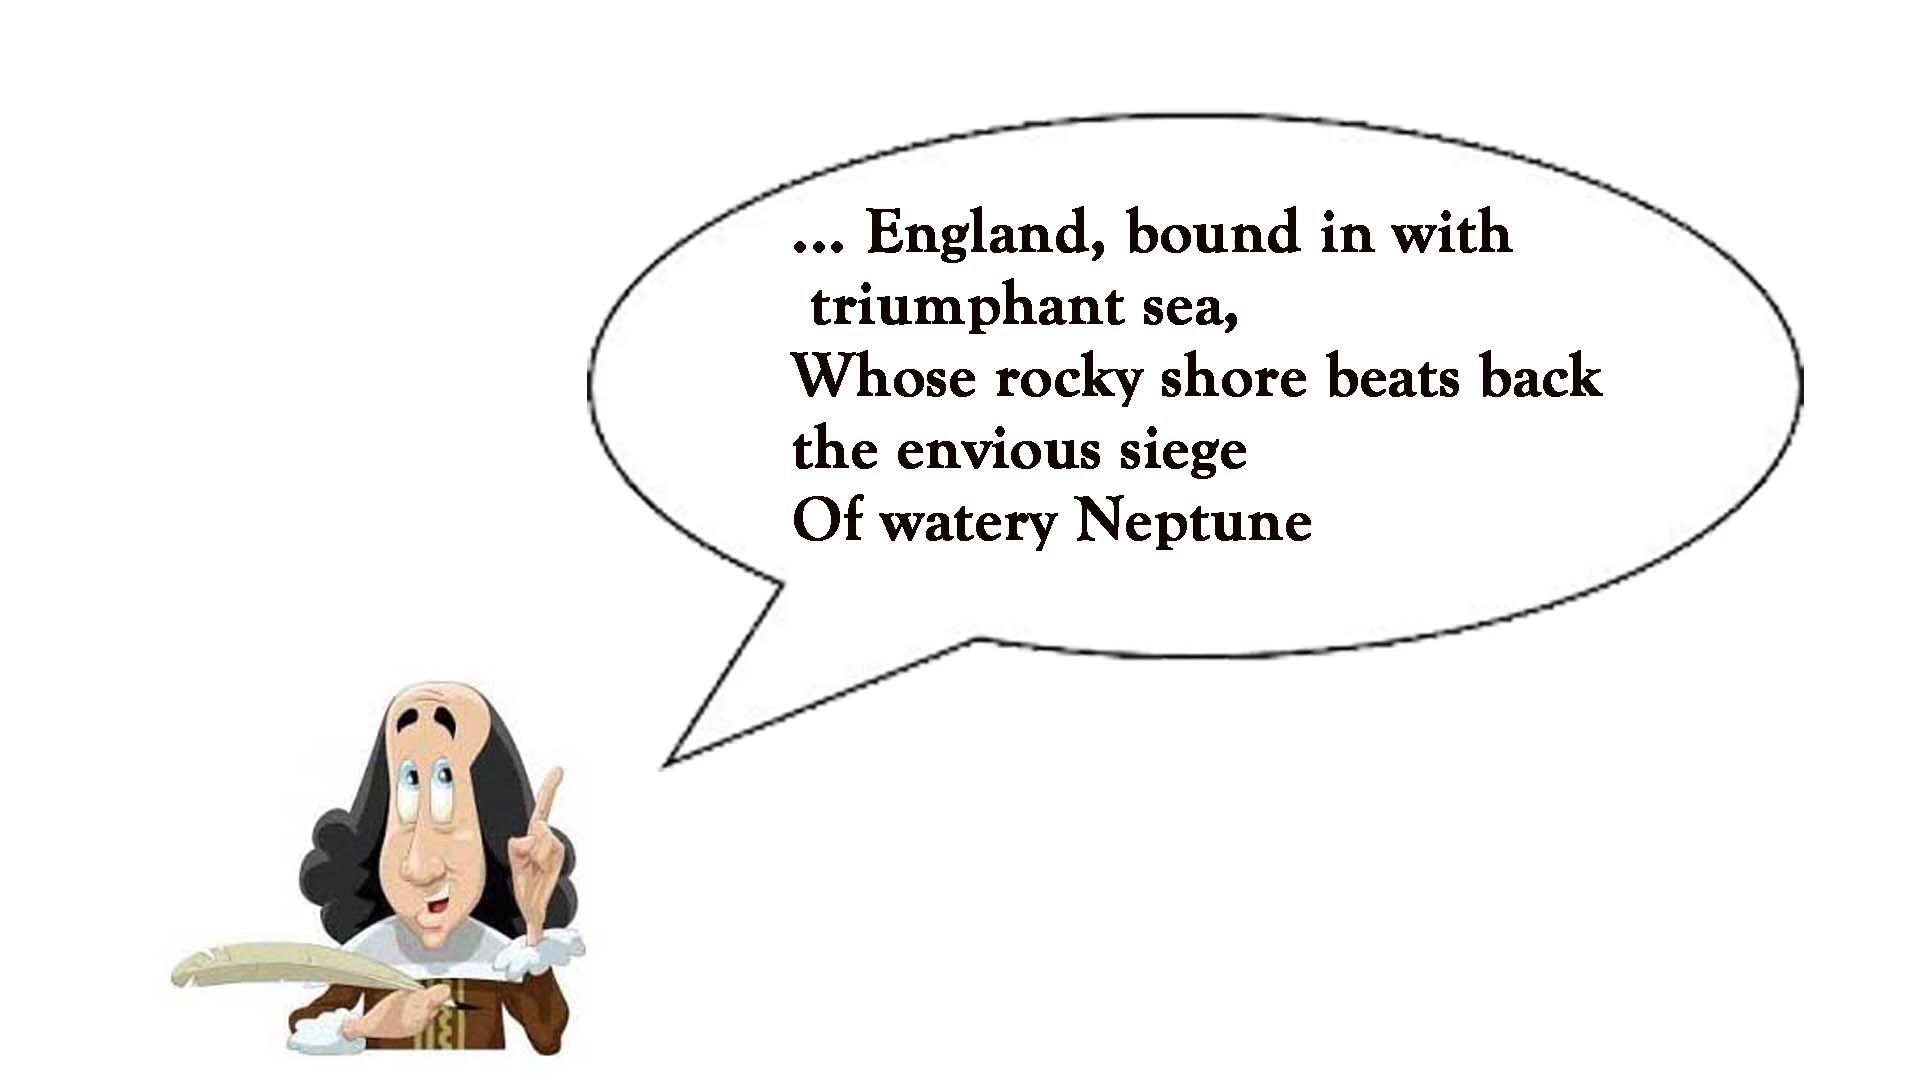 ... England, bound in with
triumphant sea,
Whose rocky shore beats back
the envious siege
Of watery Neptune